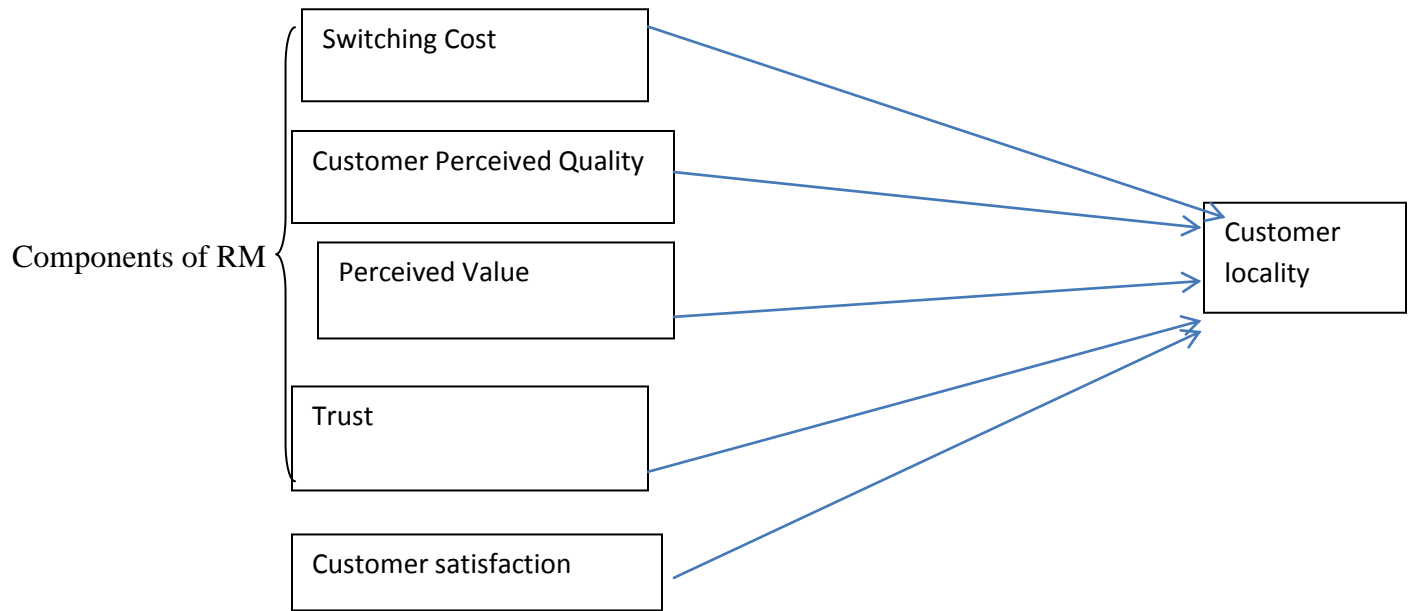 Switching Cost
Customer Perceived Quality
Components of RM
Perceived Value
Customer
locality
Trust
Customer satisfaction